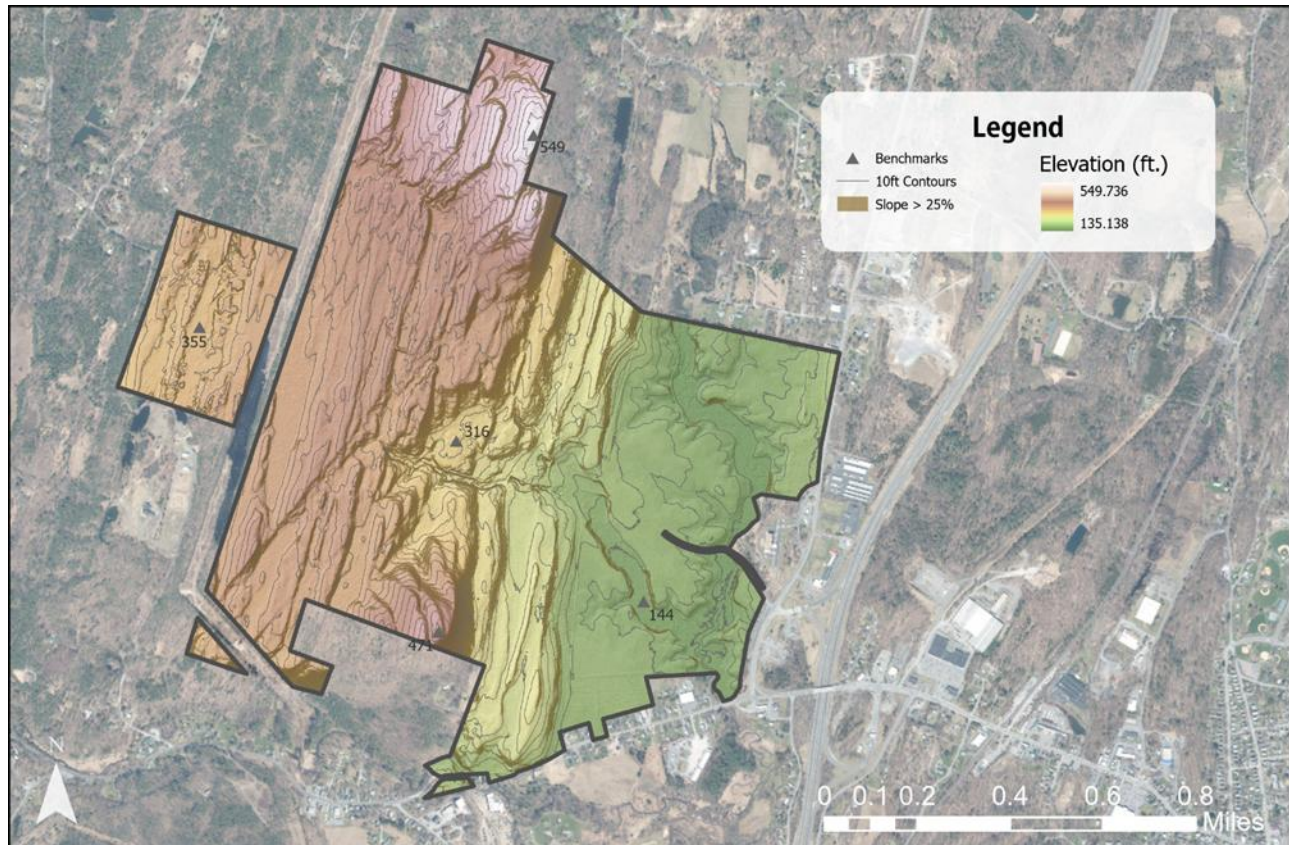 Legend
Benchmarks
10ft Contours
Slope > 25%
Elevation (ft.)
549.736
135.138
549
355
316
144
471
N
0 0.1 0.2 0.4 0.6 0.8
Miles